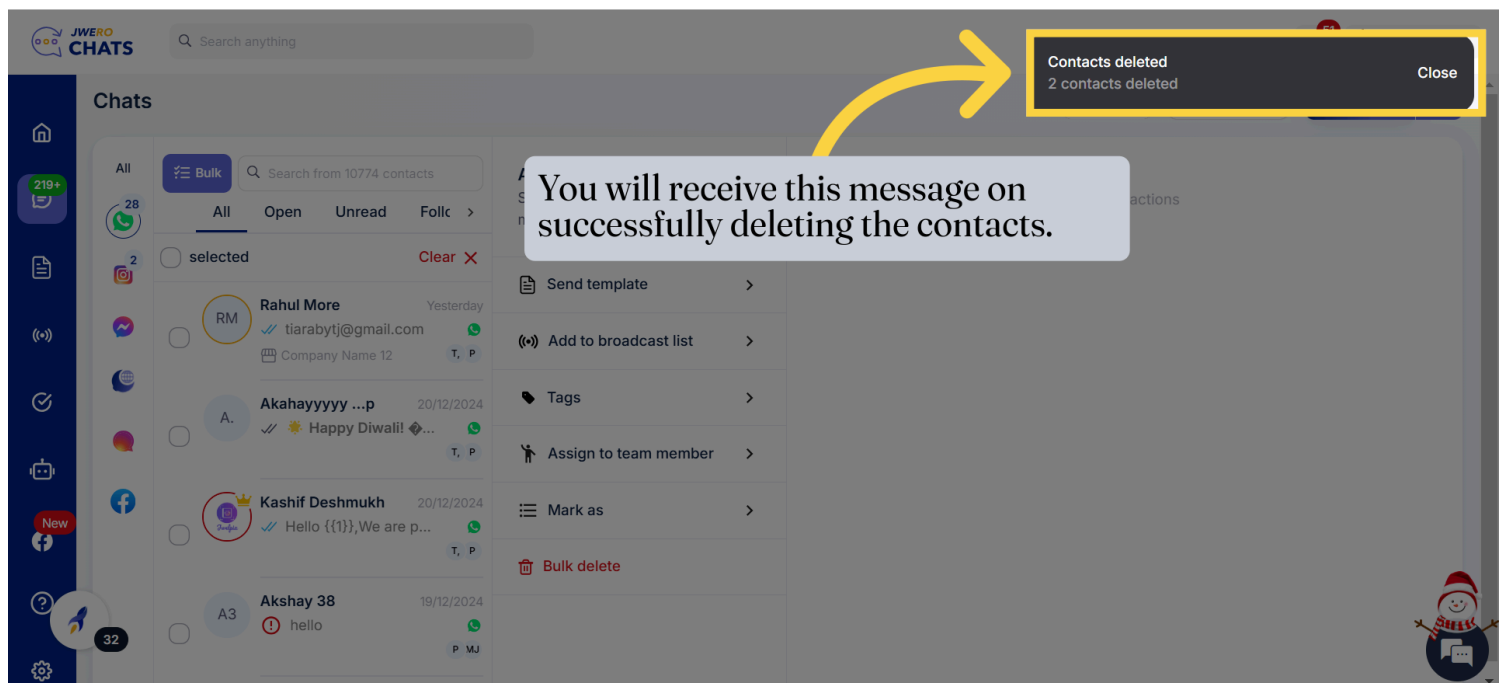 JWERO
CHATS
Search anything
51
Contacts deleted
2 contacts deleted
Close
Chats
You will receive this message on
successfully deleting the contacts.
actions
219+
All
28
2
Bulk
Search from 10774 contacts
All Open Unread Follc
selected
Clear
RM
Rahul More
Yesterday
tiarabytj@gmail.com
Company Name 12
T, P
A.
Akahayyyyy ...p
20/12/2024
Happy Diwali! �...
T, P
Kashif Deshmukh
20/12/2024
Hello {{1}},We are p...
T, P
A3
Akshay 38
19/12/2024
hello
P MJ
Send template
Add to broadcast list
Tags
Assign to team member
Mark as
Bulk delete
New
32